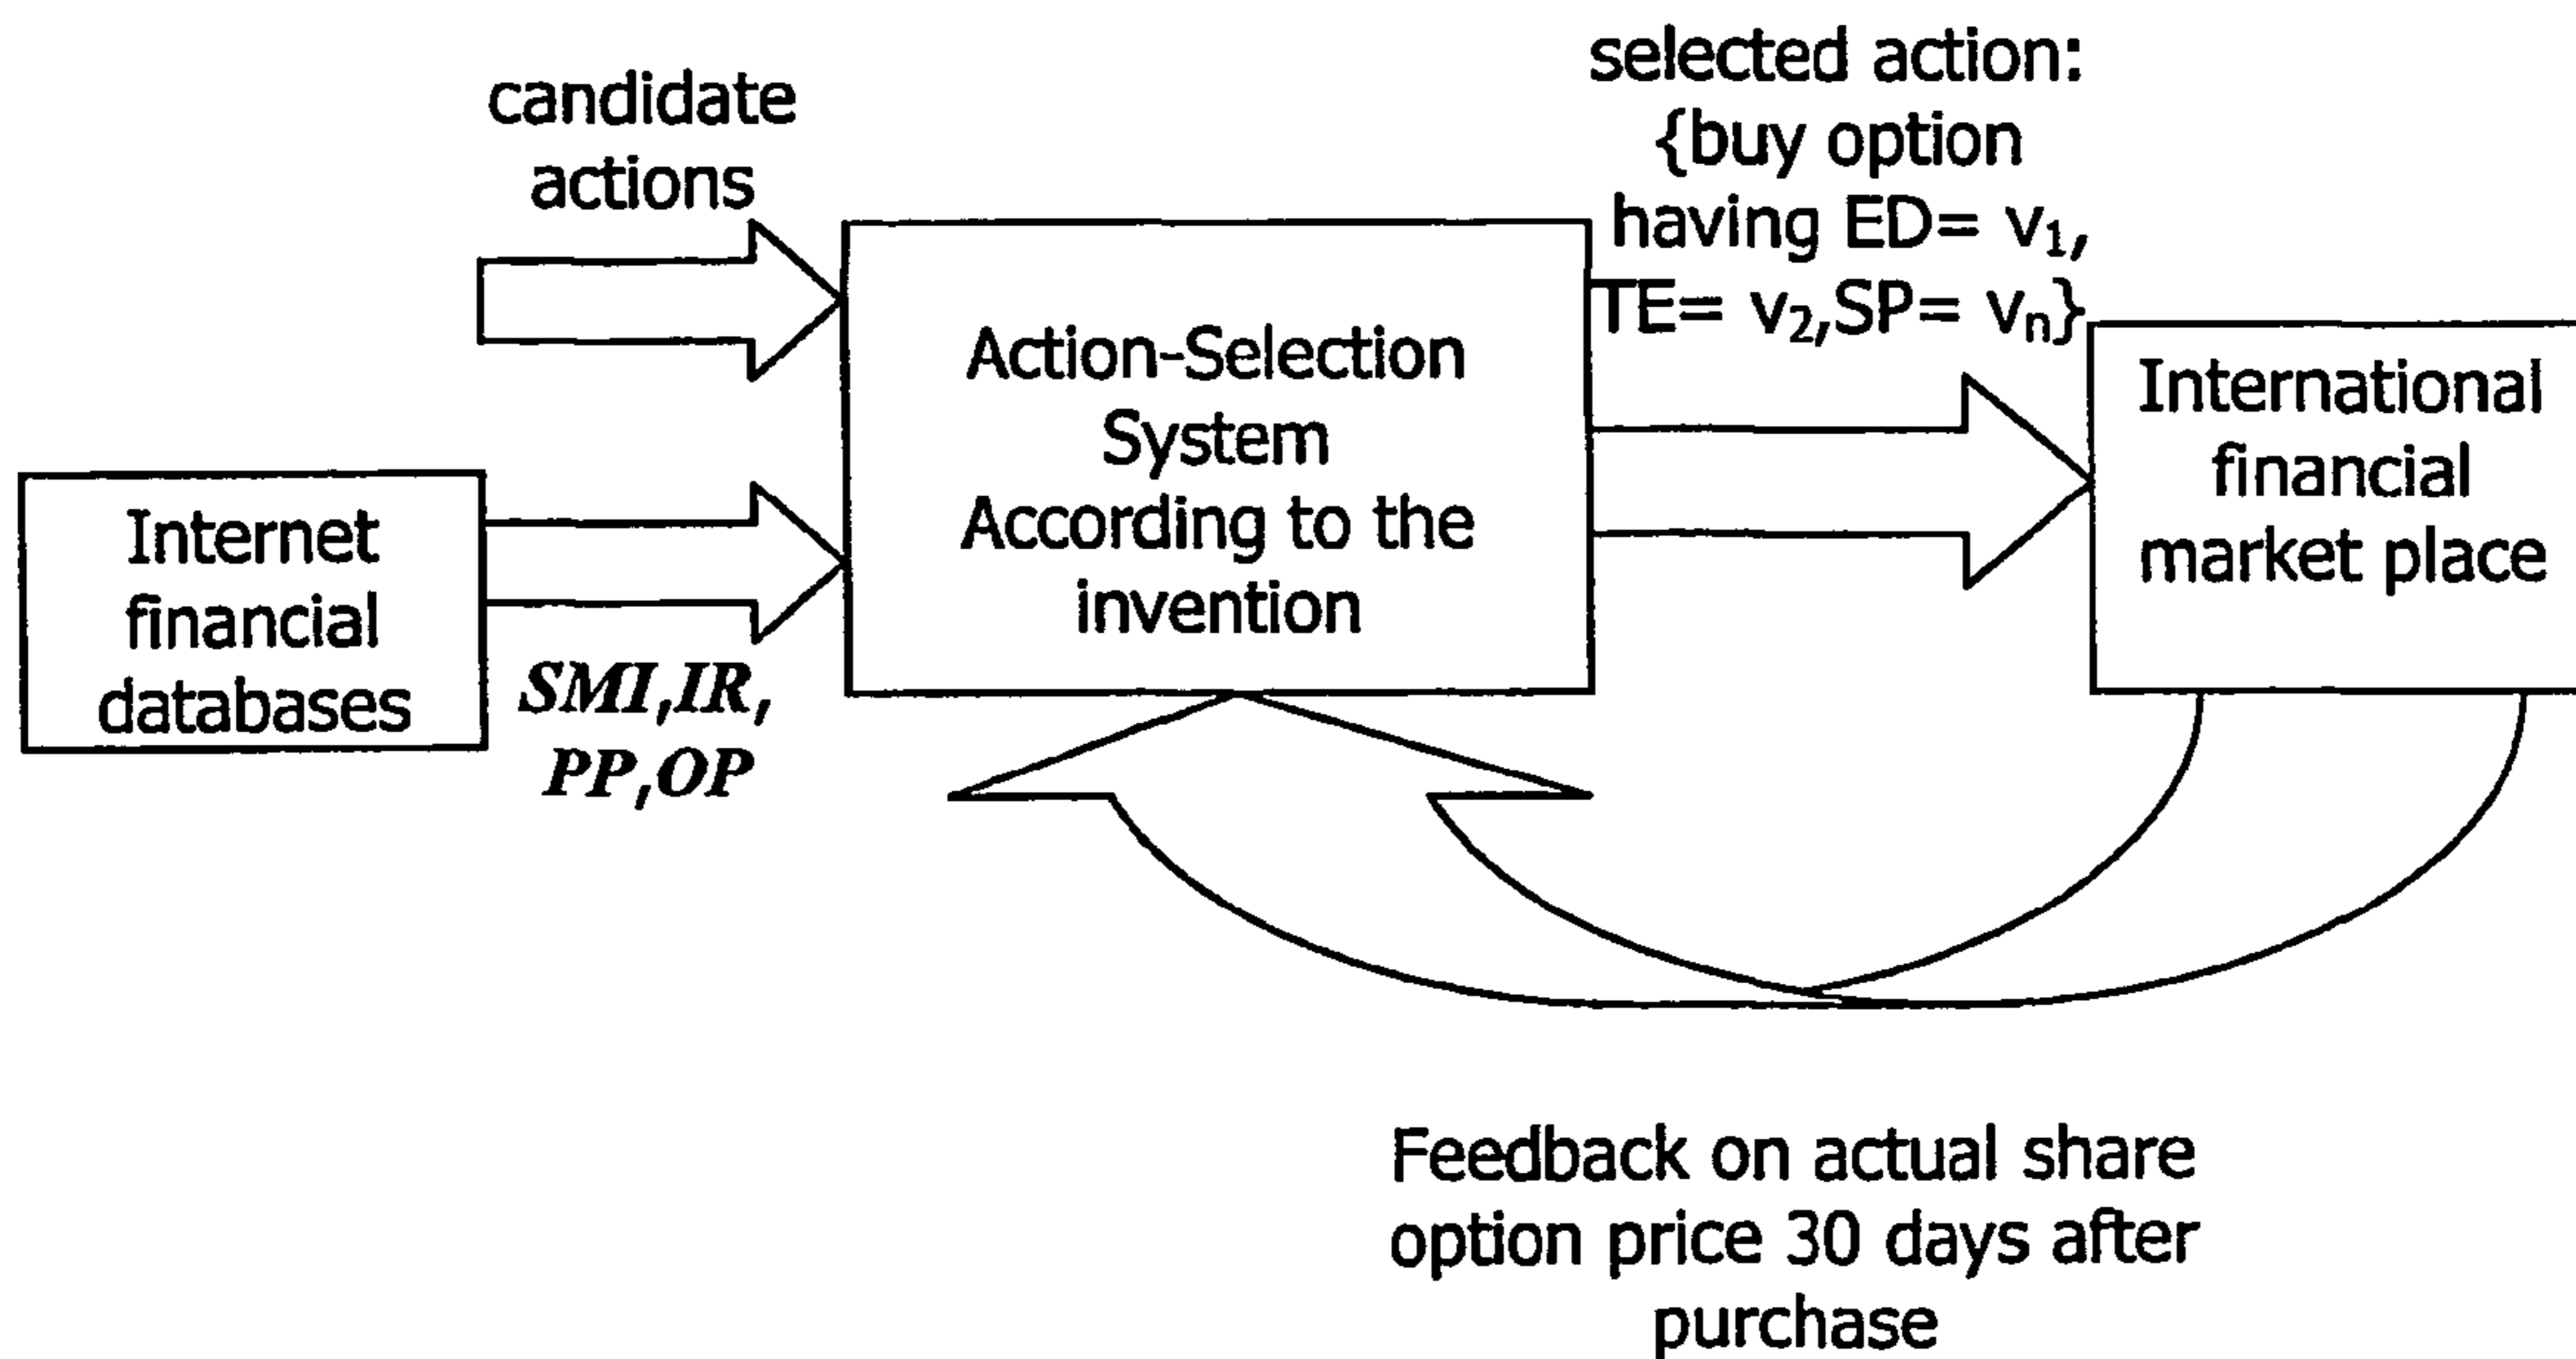 candidate
actions
selected action:
{buy option
having ED= v₁,
TE= v₂,SP= vₙ}
Internet
financial
databases
SMI,IR,
PP,OP
Action-Selection
System
According to the
invention
International
financial
market place
Feedback on actual share
option price 30 days after
purchase